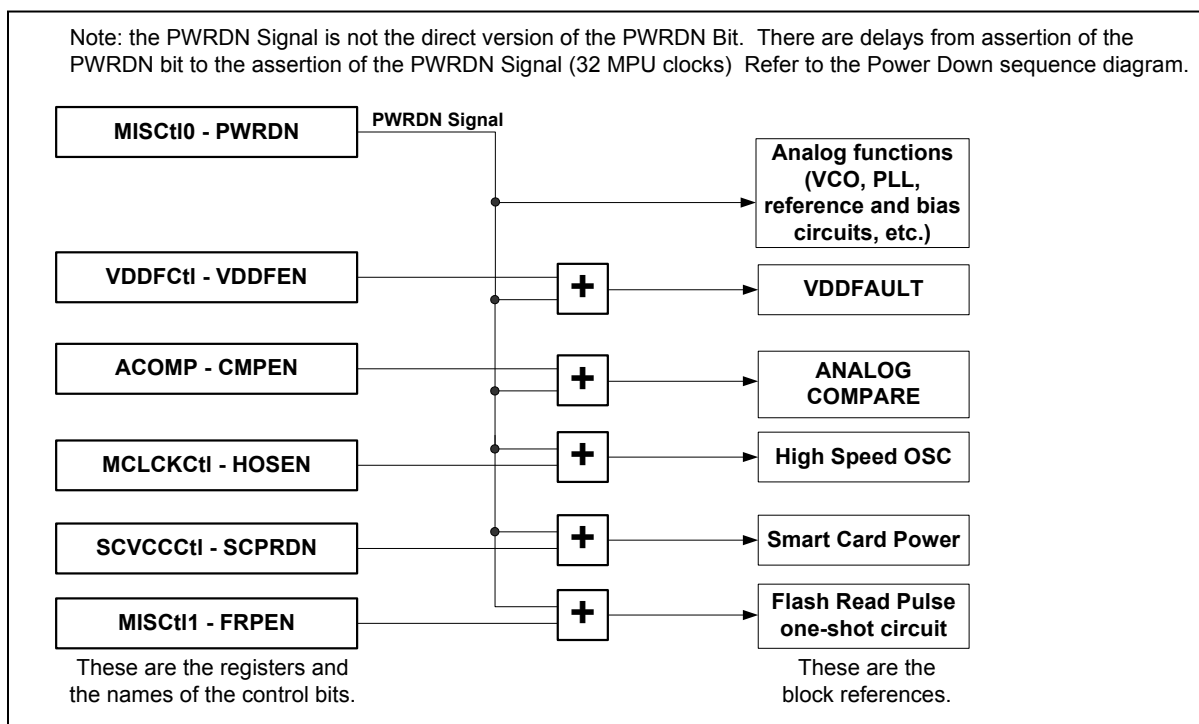 Note: the PWRDN Signal is not the direct version of the PWRDN Bit. There are delays from assertion of the
PWRDN bit to the assertion of the PWRDN Signal (32 MPU clocks) Refer to the Power Down sequence diagram.
MISCtl0 - PWRDN
PWRDN Signal
Analog functions
(VCO, PLL,
reference and bias
circuits, etc.)
VDDFCtl - VDDFEN
+
VDDFAULT
ACOMP - CMPEN
+
ANALOG
COMPARE
MCLCKCtl - HOSEN
+
High Speed OSC
SCVCCCtl - SCPRDN
+
Smart Card Power
MISCtl1 - FRPEN
+
Flash Read Pulse
one-shot circuit
These are the registers and
the names of the control bits.
These are the
block references.